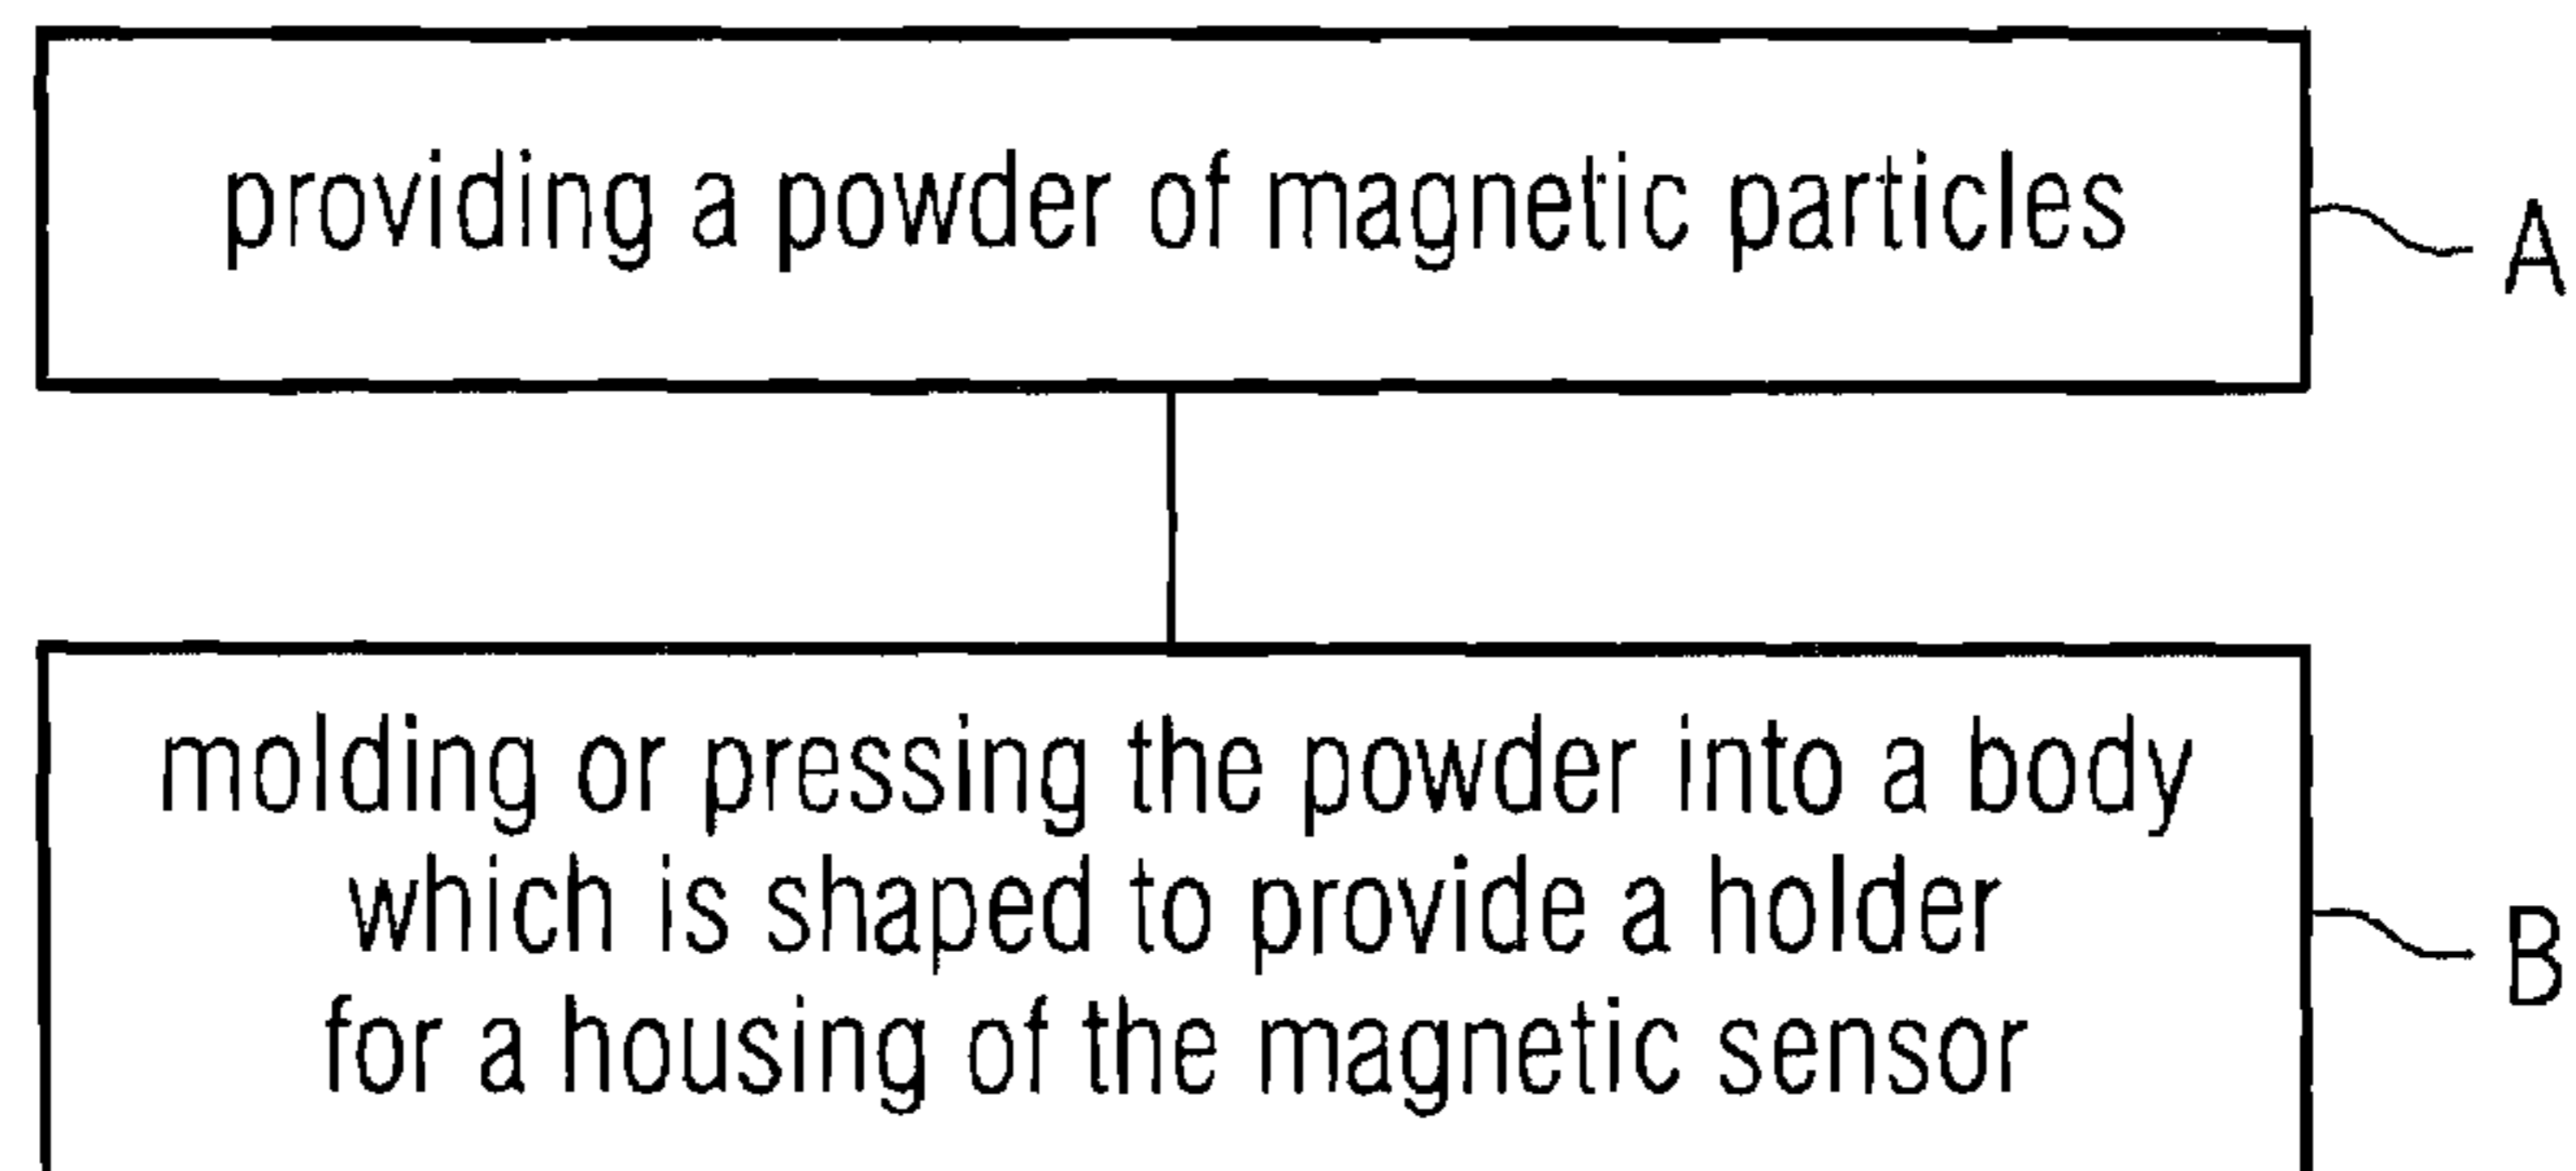 providing a powder of magnetic particles
A
molding or pressing the powder into a body
which is shaped to provide a holder
B
for a housing of the magnetic sensor